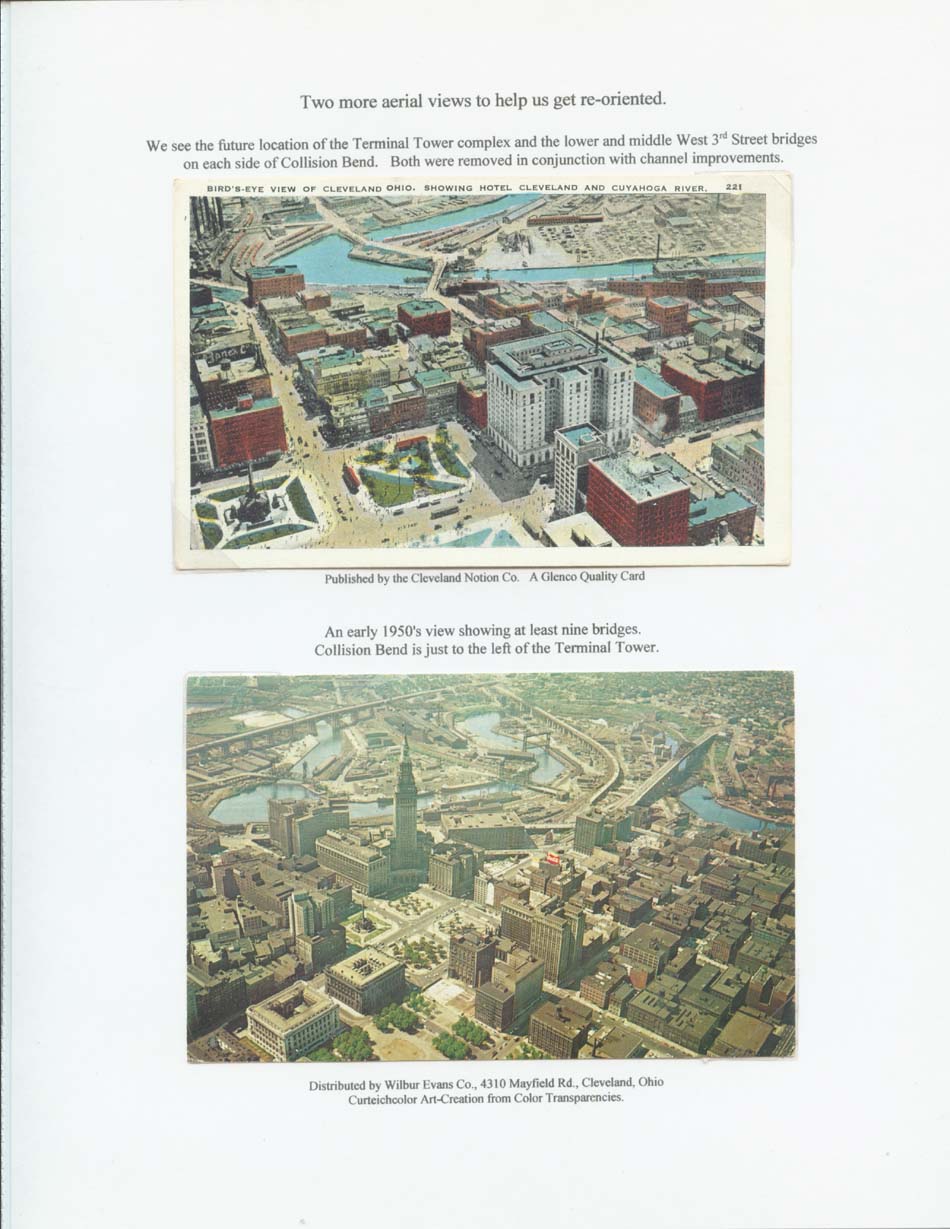 Two more aerial views to help us get re-oriented.
We see the future location of the Terminal Tower complex and the lower and middle West 3rd Street bridges
on each side of Collision Bend. Both were removed in conjunction with channel improvements.
BIRD'S-EYE VIEW OF CLEVELAND OHIO. SHOWING HOTEL CLEVELAND AND CUYAHOGA RIVER. 221
Published by the Cleveland Notion Co. A Glenco Quality Card
An early 1950's view showing at least nine bridges.
Collision Bend is just to the left of the Terminal Tower.
Distributed by Wilbur Evans Co., 4310 Mayfield Rd., Cleveland, Ohio
Curteichcolor Art-Creation from Color Transparencies.